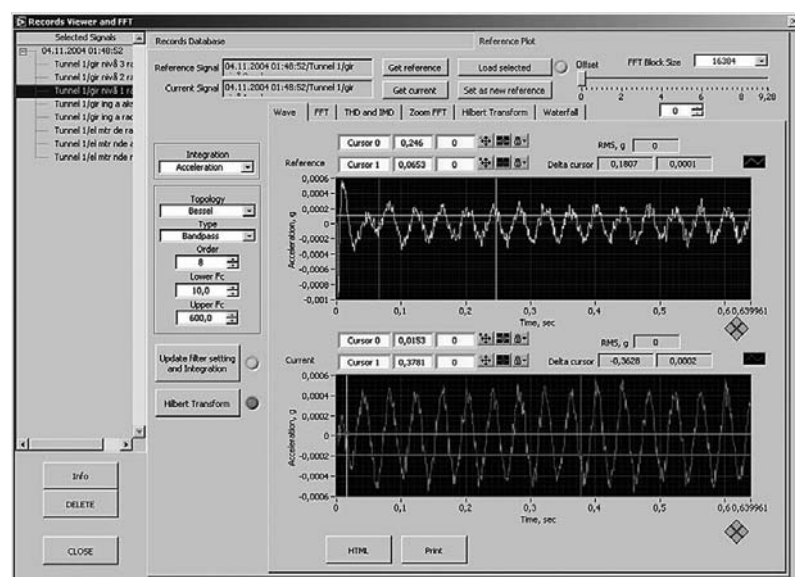 Records Viewer and FFT
Selected Signals
04.11.2004 01:48:52
Tunnel 1/gir nivå 3 ra
Tunnel 1/gir nivå 2 ra
Tunnel 1/gir nivå 1 ra
Tunnel 1/gir ing a aks
Tunnel 1/gir ing a rad
Tunnel 1/el mtr de ra
Tunnel 1/el mtr nde a
Tunnel 1/el mtr nde r
Info
DELETE
CLOSE
Records Database
Reference Plot
Reference Signal 04.11.2004 01:48:52/Tunnel 1/gir
Get reference
Load selected
Current Signal 04.11.2004 01:48:52/Tunnel 1/gir
Get current
Set as new reference
Offset
FFT Block Size 16384
0 2 4 6 8 9,28
0
Wave FFT THD and IMD Zoom FFT Hilbert Transform Waterfall
Integration
Acceleration
Topology
Bessel
Type
Bandpass
Order
8
Lower Fc
10,0
Upper Fc
600,0
Update filter setting
and Integration
Hilbert Transform
Cursor 0 0,246 0
RMS, g 0
Reference
Cursor 1 0,0653 0
Delta cursor 0,1807 0,0001
Acceleration, g
0,0006
0,0004
0,0002
0
-0,0002
-0,0004
-0,0006
-0,0008
-0,001
0 0,1 0,2 0,3 0,4 0,5 0,6 0,639961
Time, sec
Cursor 0 0,0153 0
RMS, g 0
Current
Cursor 1 0,3781 0
Delta cursor -0,3628 0,0002
Acceleration, g
0,0006
0,0004
0,0002
0
-0,0002
-0,0004
-0,0006
0 0,1 0,2 0,3 0,4 0,5 0,6 0,639961
Time, sec
HTML
Print